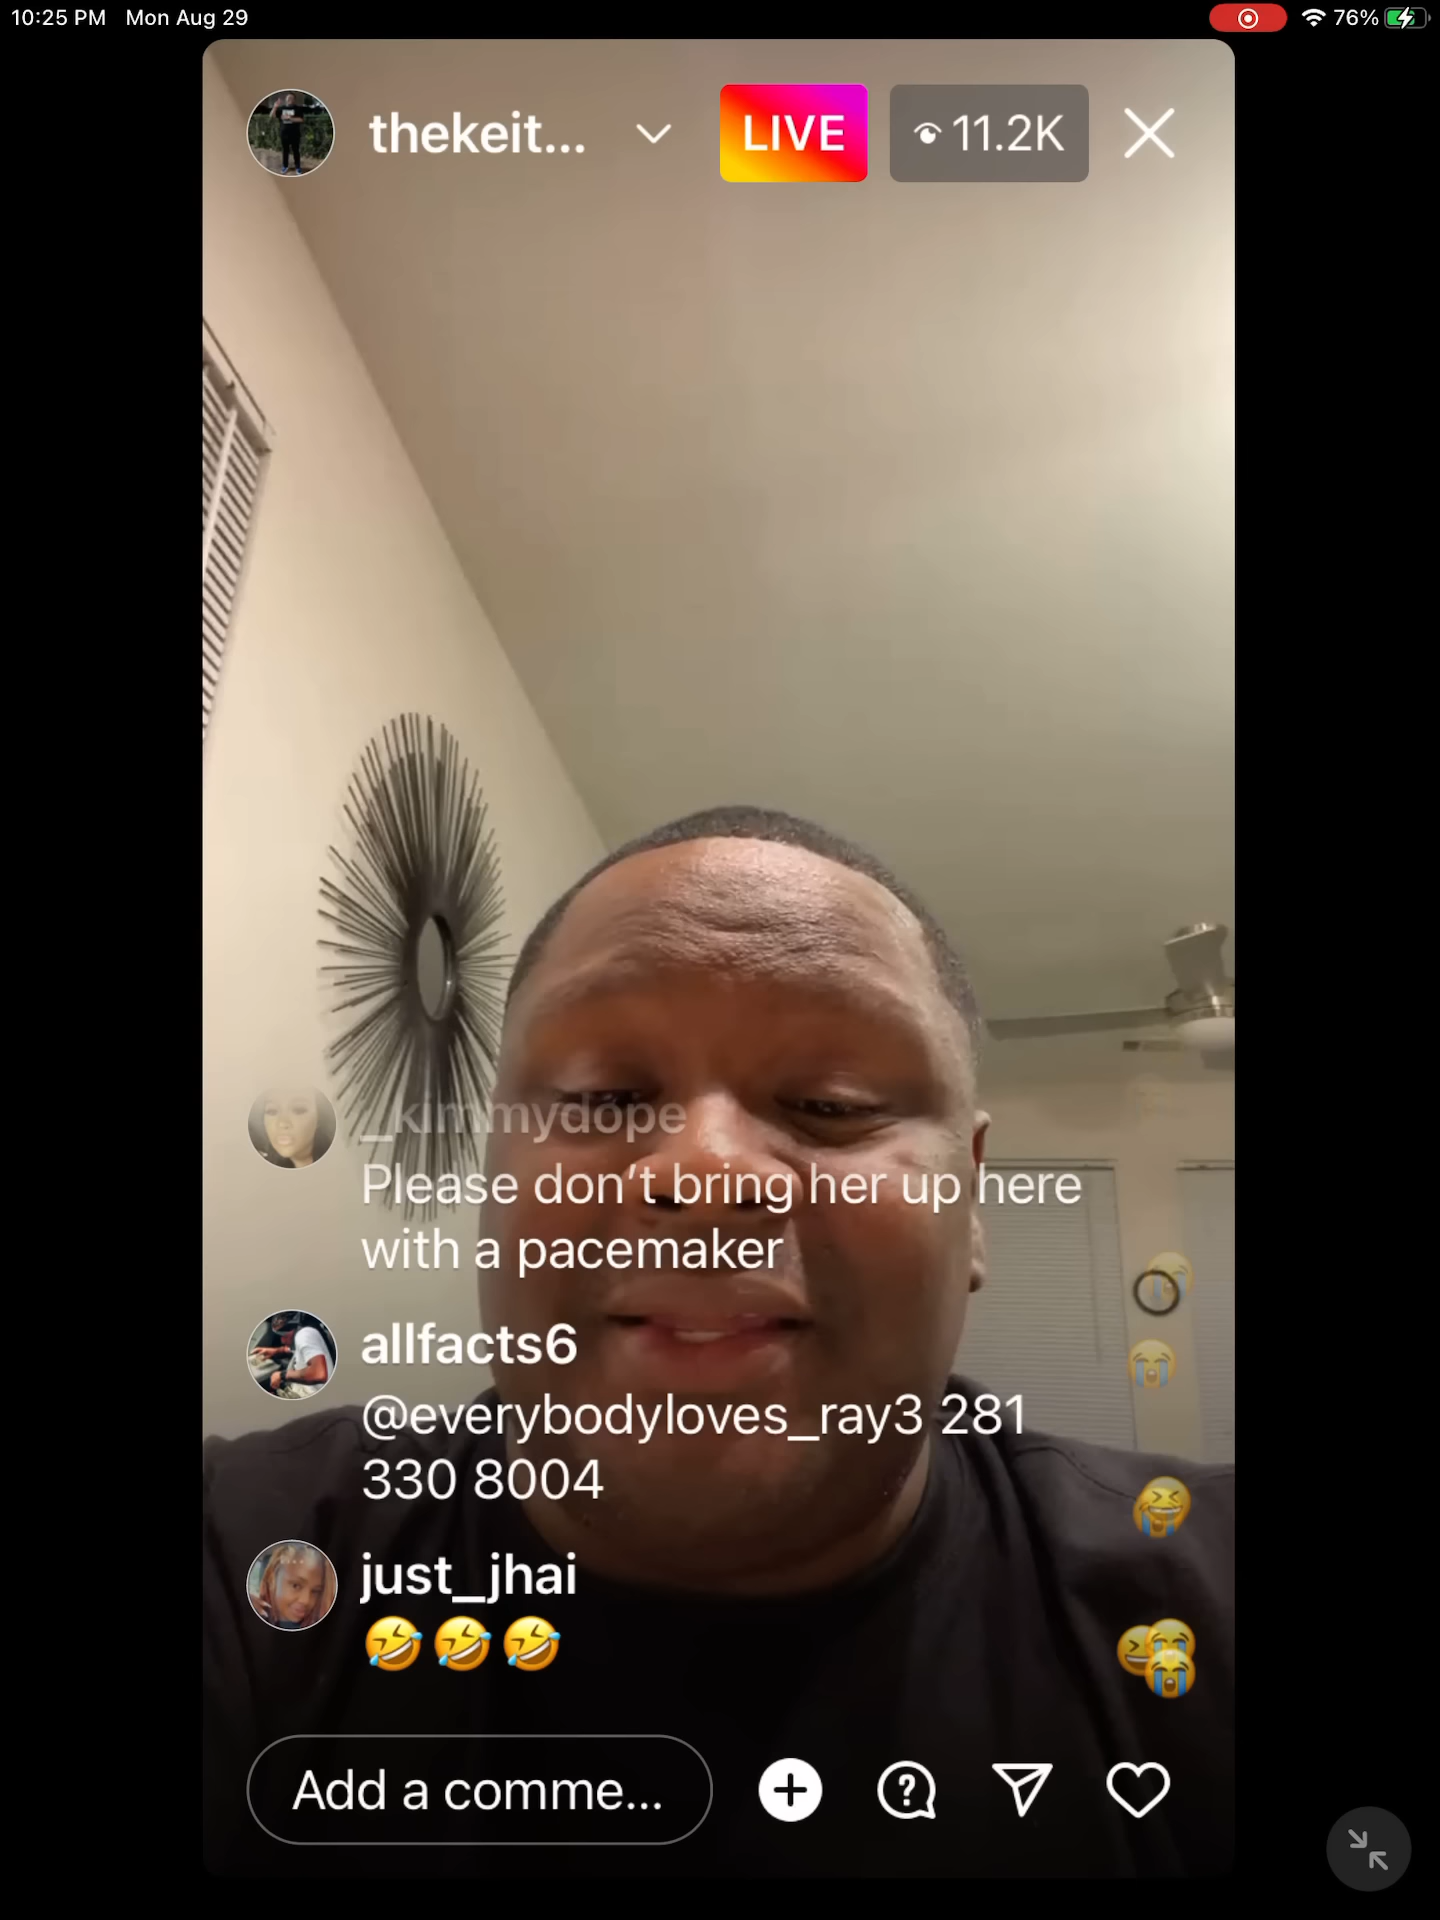 10:25 PM Mon Aug 29
76%
thekeit...
LIVE
11.2K
_kimmydope
Please don’t bring her up here
with a pacemaker
allfacts6
@everybodyloves_ray3 281
330 8004
just_jhai
🤣🤣🤣
Add a comme...